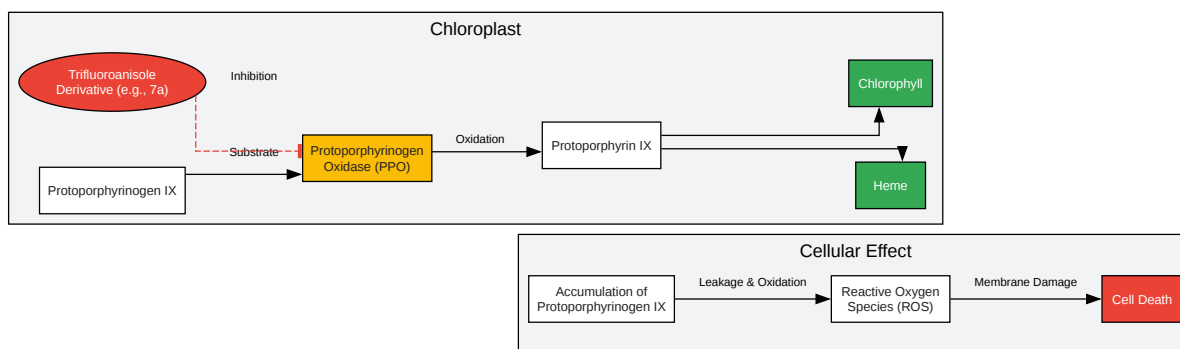 Chloroplast
Trifluoroanisole
Derivative (e.g., 7a)
Inhibition
Chlorophyll
Substrate
Protoporphyrinogen
Oxidase (PPO)
Oxidation
Protoporphyrin IX
Protoporphyrinogen IX
Heme
Cellular Effect
Accumulation of
Protoporphyrinogen IX
Leakage & Oxidation
Reactive Oxygen
Species (ROS)
Membrane Damage
Cell Death